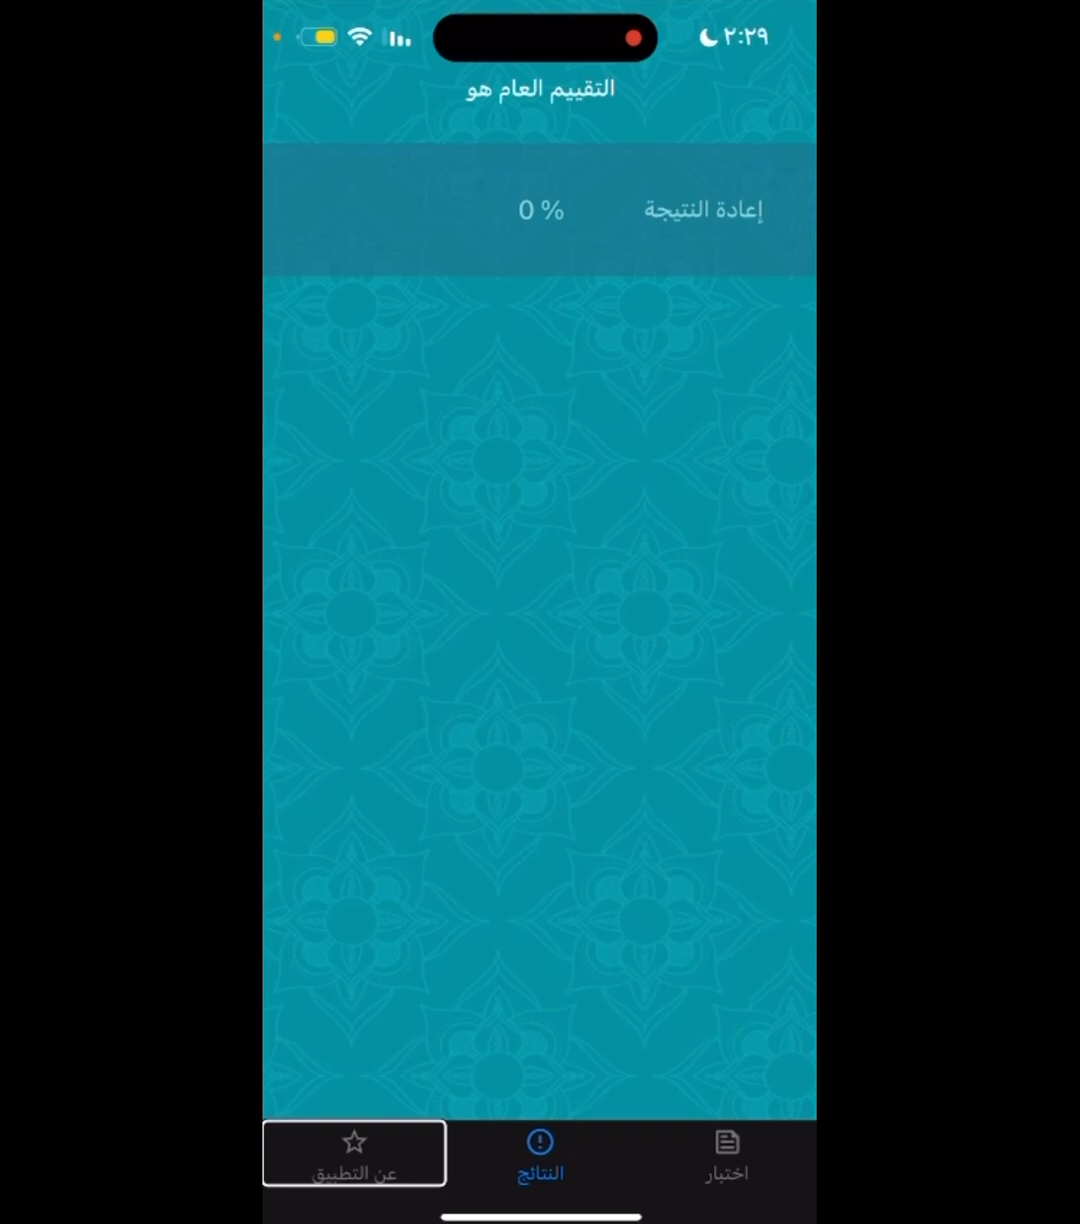 ٢:٢٩
التقييم العام هو
إعادة النتيجة
0 %
اختبار
النتائج
عن التطبيق